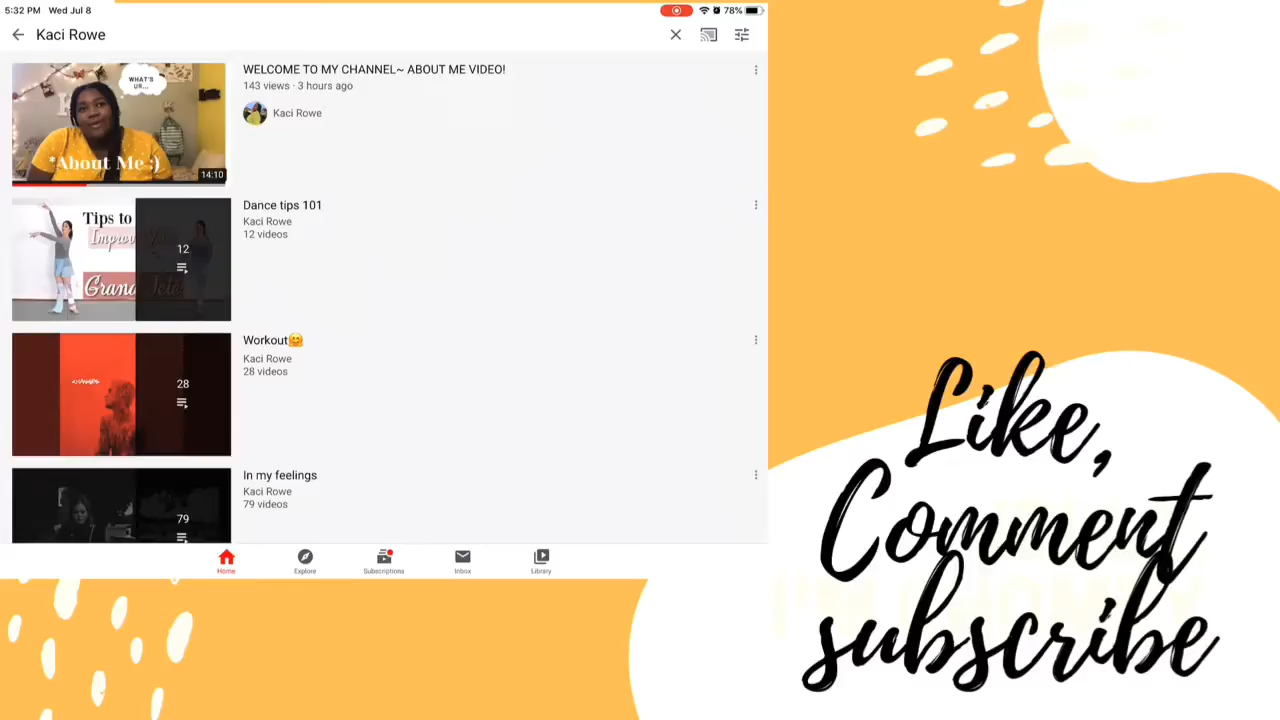 5:32 PM Wed Jul 8
78%
Kaci Rowe
WHAT'S
UR...
*About Me :)
14:10
WELCOME TO MY CHANNEL~ ABOUT ME VIDEO!
143 views · 3 hours ago
Kaci Rowe
Tips to
Improve Your
Grand Jeté
12
Dance tips 101
Kaci Rowe
12 videos
CHANGES
28
Workout🤗
Kaci Rowe
28 videos
79
In my feelings
Kaci Rowe
79 videos
Home
Explore
Subscriptions
Inbox
Library
Like,
Comment
subscribe